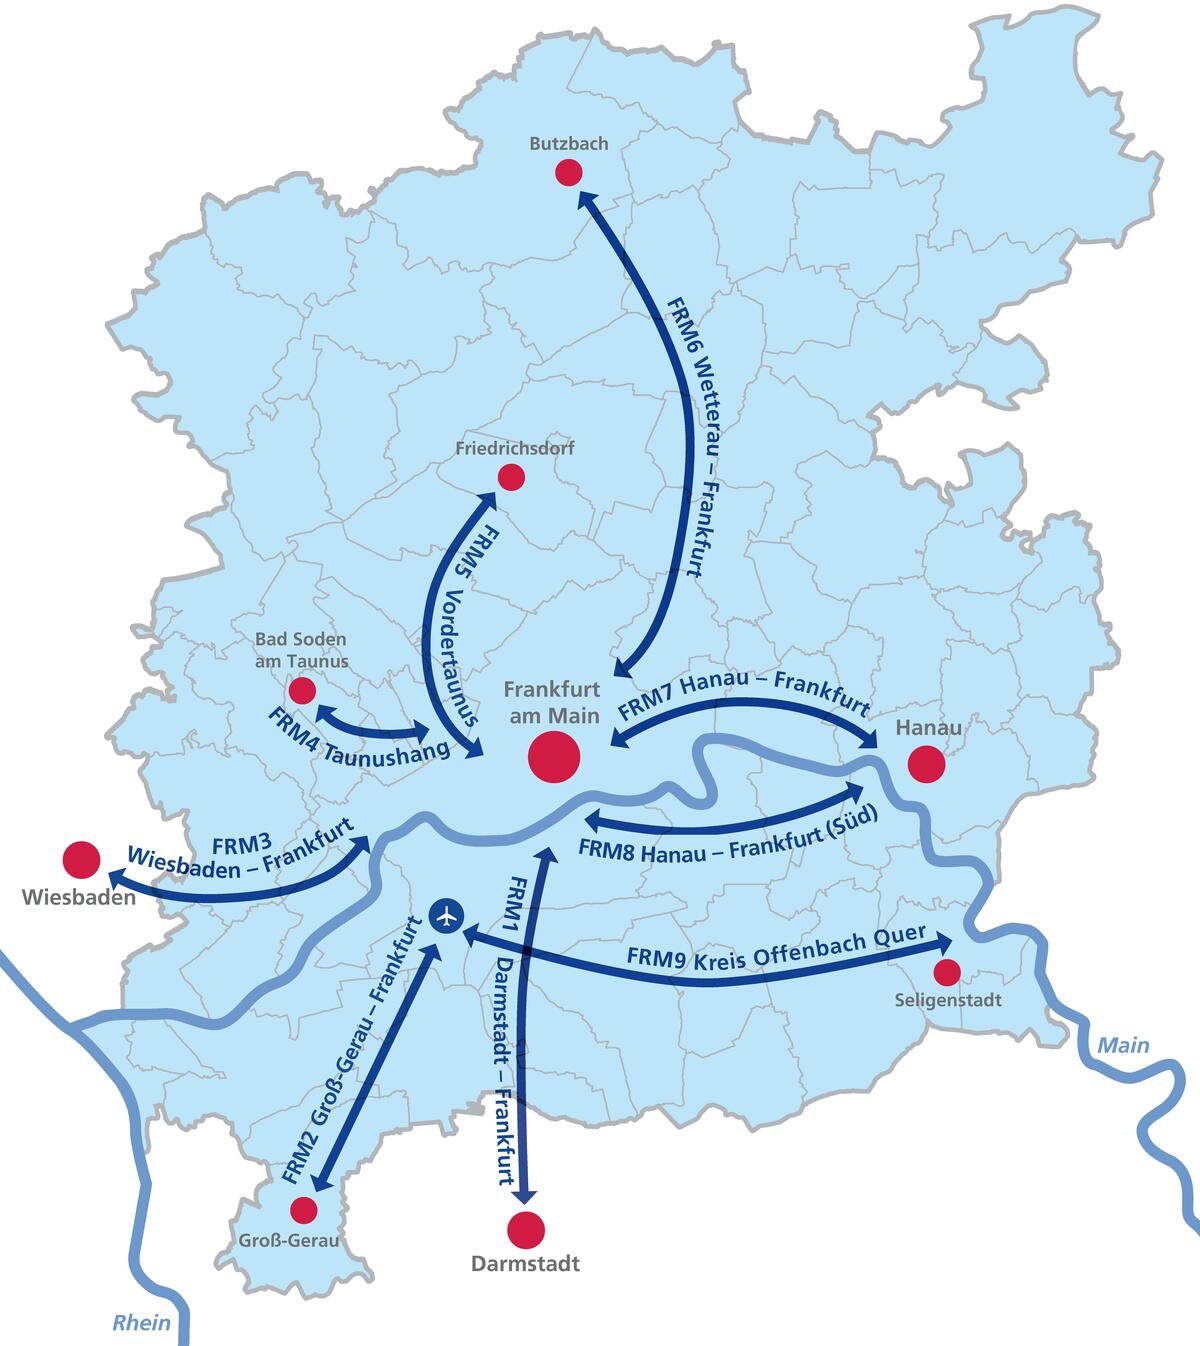 Butzbach
FRM6 Wetterau – Frankfurt
Friedrichsdorf
FRM5 Vordertaunus
Bad Soden
am Taunus
FRM4 Taunushang
Frankfurt
am Main
FRM7 Hanau – Frankfurt
Hanau
FRM8 Hanau – Frankfurt (Süd)
FRM3
Wiesbaden – Frankfurt
Wiesbaden
FRM1 Darmstadt – Frankfurt
FRM2 Groß-Gerau – Frankfurt
FRM9 Kreis Offenbach Quer
Seligenstadt
Main
Groß-Gerau
Darmstadt
Rhein